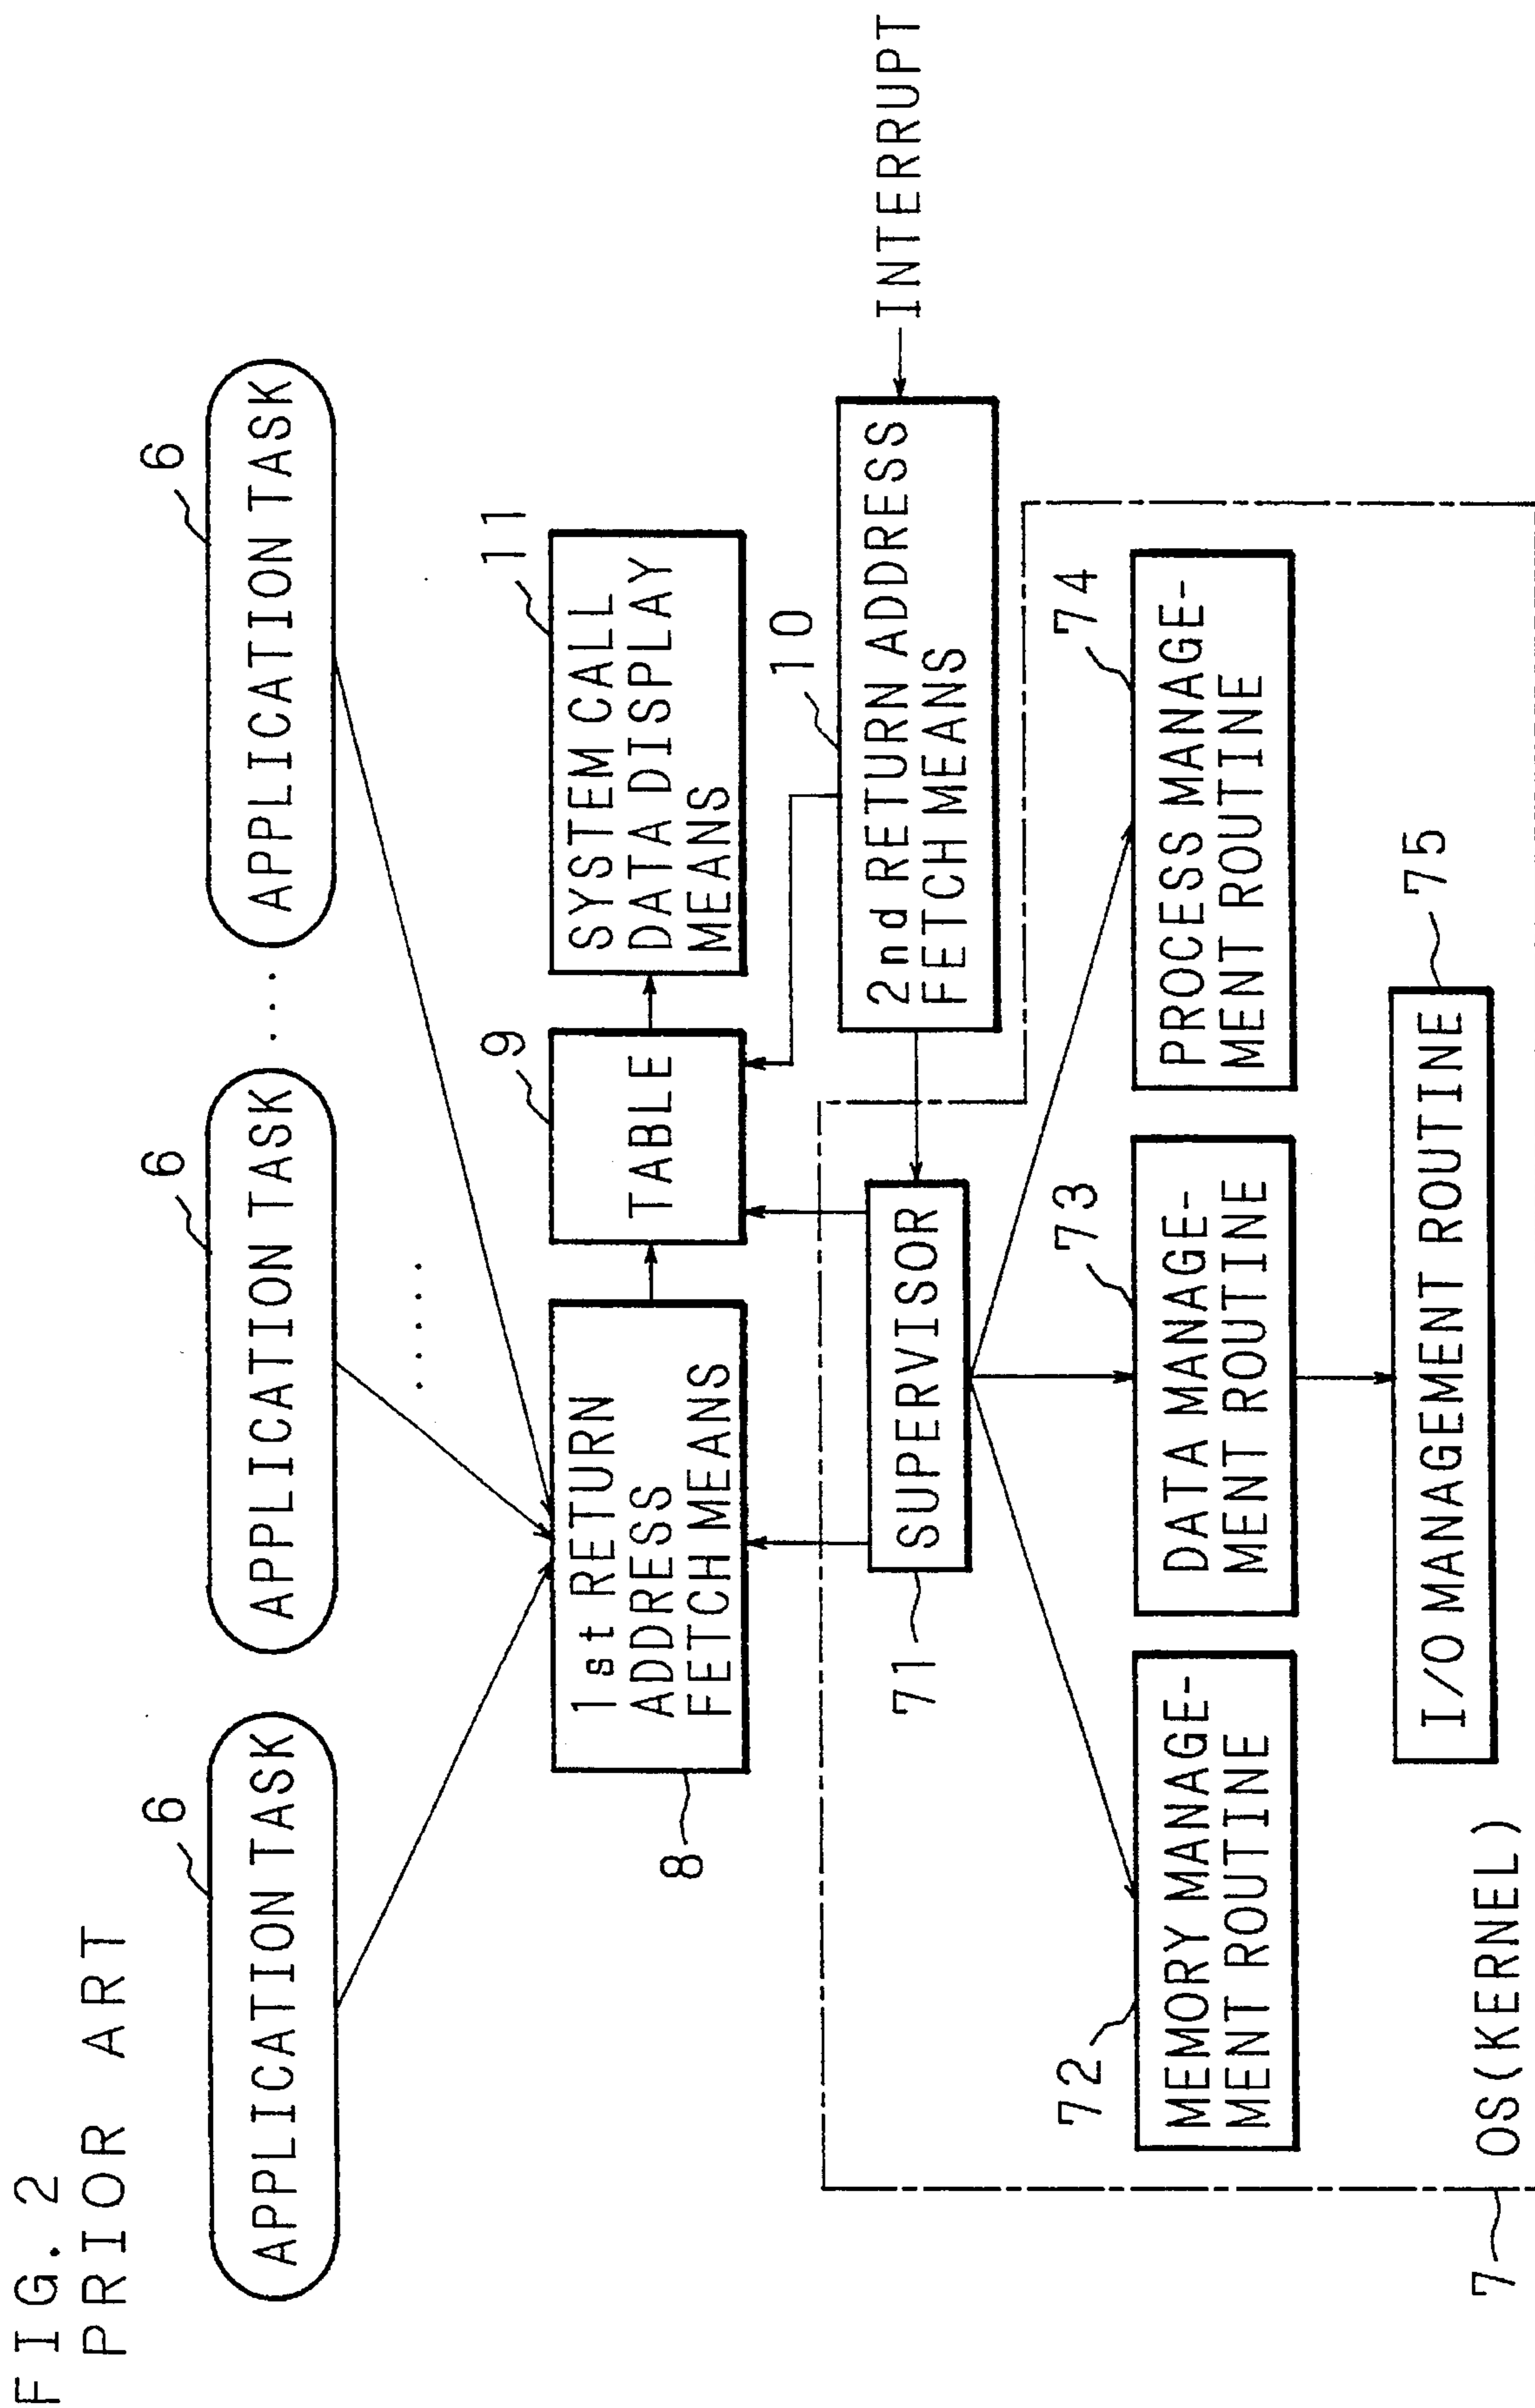 FIG. 2
PRIOR ART
6
6
6
APPLICATION TASK
APPLICATION TASK
....
APPLICATION TASK
.....
8
1st RETURN
ADDRESS
FETCH MEANS
9
TABLE
11
SYSTEM CALL
DATA DISPLAY
MEANS
10
2nd RETURN ADDRESS
FETCH MEANS
INTERRUPT
71
SUPERVISOR
72
MEMORY MANAGE-
MENT ROUTINE
73
DATA MANAGE-
MENT ROUTINE
74
PROCESS MANAGE-
MENT ROUTINE
75
I/O MANAGEMENT ROUTINE
7
OS(KERNEL)